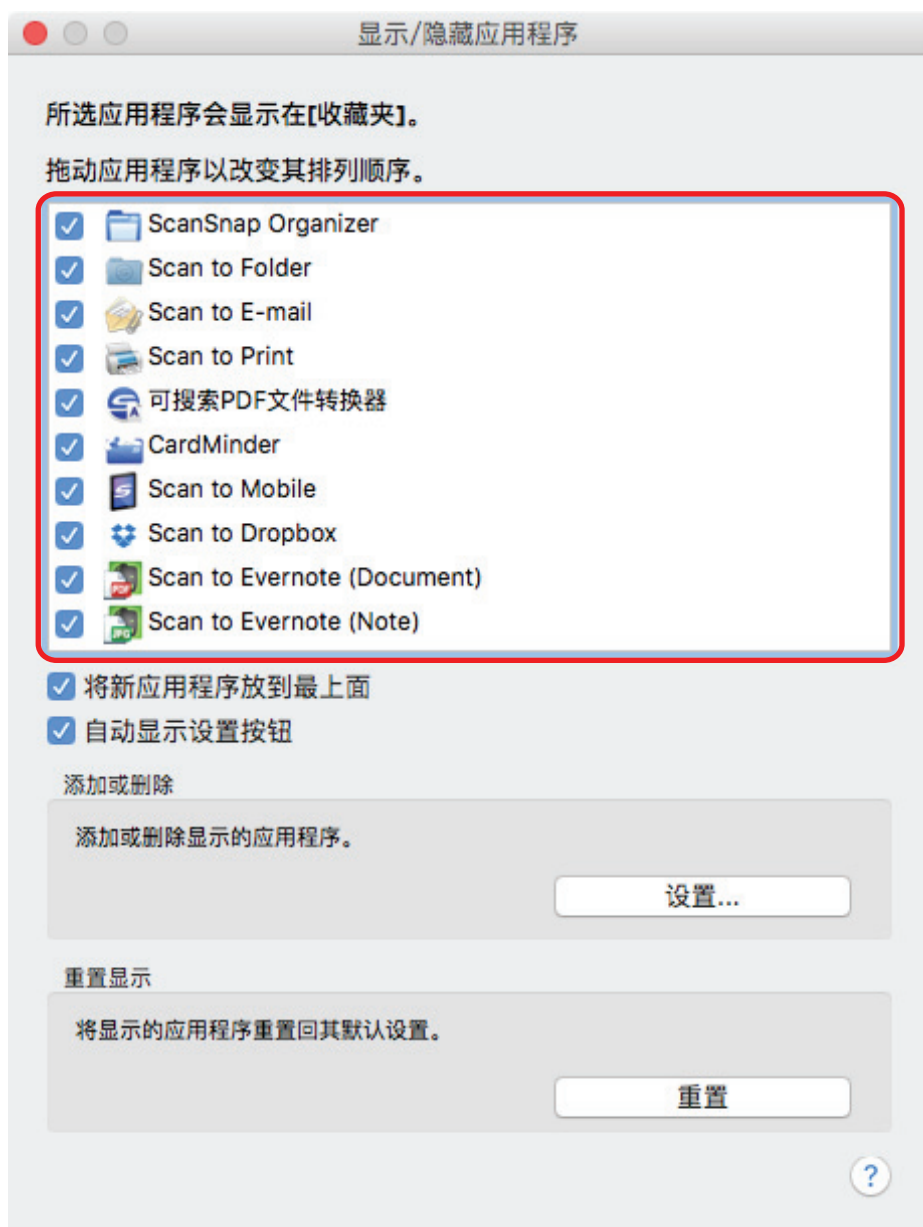 显示/隐藏应用程序
所选应用程序会显示在[收藏夹]。
拖动应用程序以改变其排列顺序。
ScanSnap Organizer
Scan to Folder
Scan to E-mail
Scan to Print
可搜索PDF文件转换器
CardMinder
Scan to Mobile
Scan to Dropbox
Scan to Evernote (Document)
Scan to Evernote (Note)
将新应用程序放到最上面
自动显示设置按钮
添加或删除
添加或删除显示的应用程序。
设置...
重置显示
将显示的应用程序重置回其默认设置。
重置
?